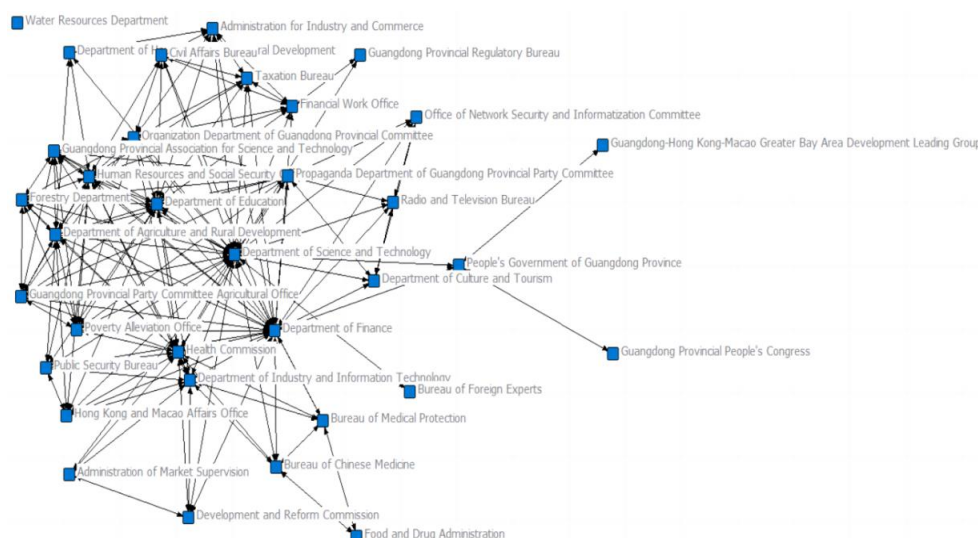 Water Resources Department
Administration for Industry and Commerce
Department of H
Civil Affairs Bureau
ral Development
Guangdong Provincial Regulatory Bureau
Taxation Bureau
Financial Work Office
Office of Network Security and Informatization Committee
Organization Department of Guangdong Provincial Committee
Guangdong-Hong Kong-Macao Greater Bay Area Development Leading Group
Guangdong Provincial Association for Science and Technology
Human Resources and Social Security
Propaganda Department of Guangdong Provincial Party Committee
Forestry Department
Department of Education
Radio and Television Bureau
Department of Agriculture and Rural Development
Department of Science and Technology
People's Government of Guangdong Province
Department of Culture and Tourism
Guangdong Provincial Party Committee Agricultural Office
Poverty Alleviation Office
Department of Finance
Health Commission
Guangdong Provincial People's Congress
Public Security Bureau
Department of Industry and Information Technology
Bureau of Foreign Experts
Hong Kong and Macao Affairs Office
Bureau of Medical Protection
Administration of Market Supervision
Bureau of Chinese Medicine
Development and Reform Commission
Food and Drug Administration